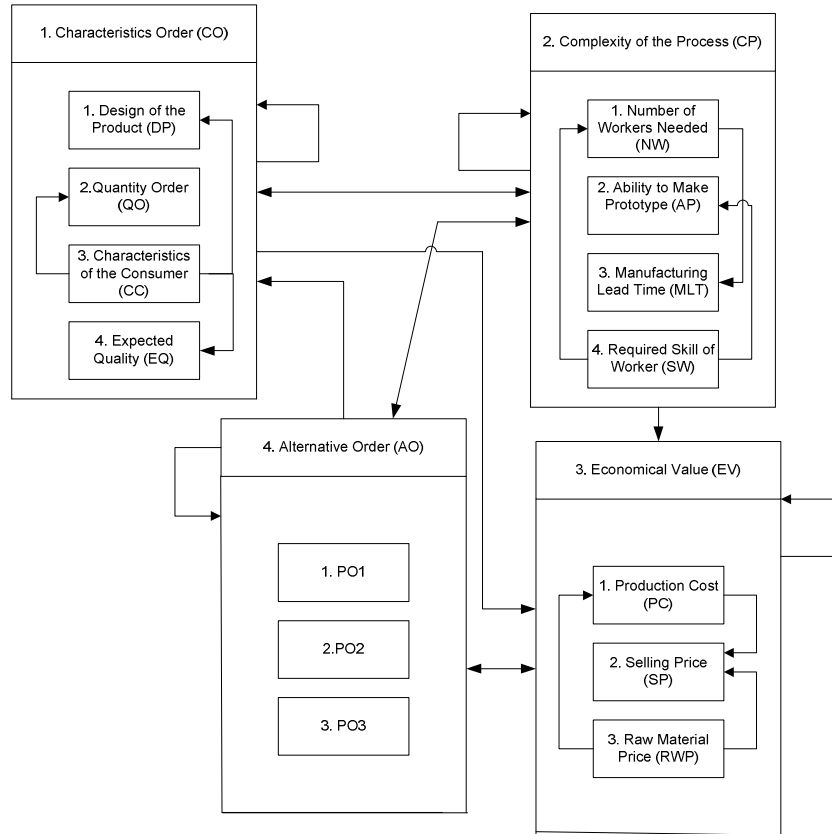 1. Characteristics Order (CO)
1. Design of the
Product (DP)
2.Quantity Order
(QO)
3. Characteristics
of the Consumer
(CC)
4. Expected
Quality (EQ)
2. Complexity of the Process (CP)
1. Number of
Workers Needed
(NW)
2. Ability to Make
Prototype (AP)
3. Manufacturing
Lead Time (MLT)
4. Required Skill of
Worker (SW)
4. Alternative Order (AO)
1. PO1
2.PO2
3. PO3
3. Economical Value (EV)
1. Production Cost
(PC)
2. Selling Price
(SP)
3. Raw Material
Price (RWP)